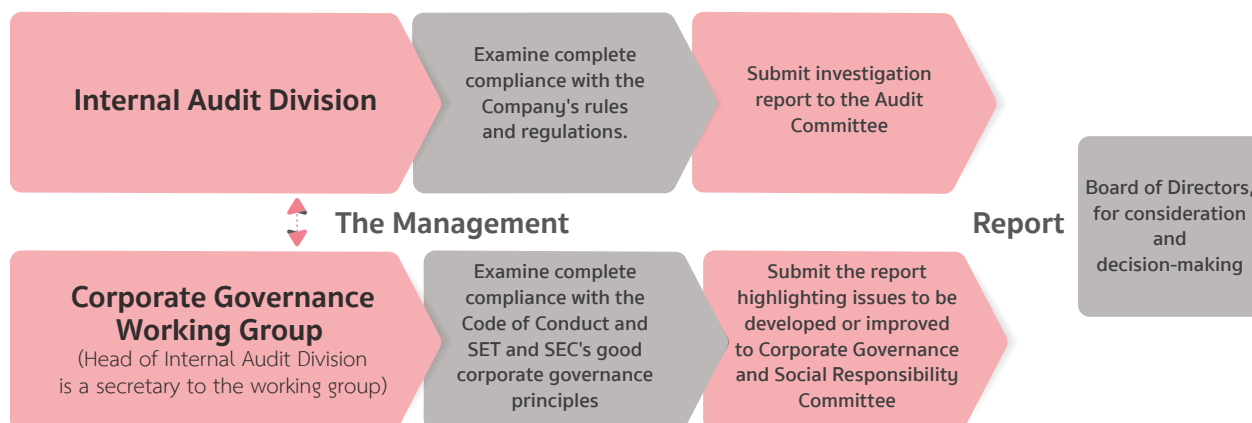 Internal Audit Division
Examine complete
compliance with the
Company's rules
and regulations.
Submit investigation
report to the Audit
Committee
The Management
Report
Board of Directors,
for consideration
and
decision-making
Corporate Governance
Working Group
(Head of Internal Audit Division
is a secretary to the working group)
Examine complete
compliance with the
Code of Conduct and
SET and SEC's good
corporate governance
principles
Submit the report
highlighting issues to be
developed or improved
to Corporate Governance
and Social Responsibility
Committee